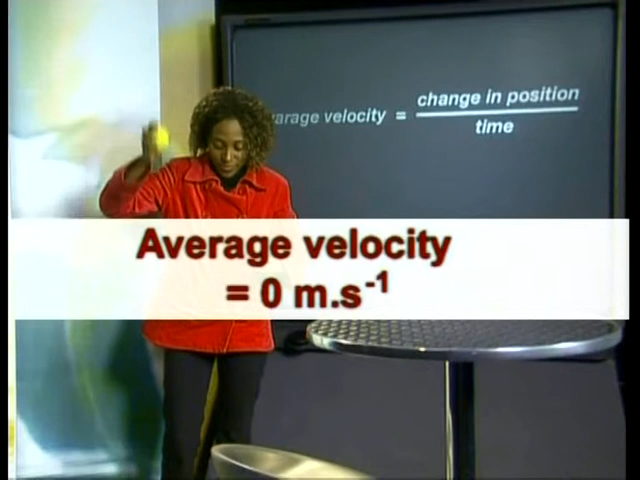 velocity = change in position
time
Average velocity
= 0 m.s⁻¹